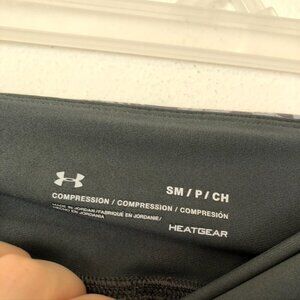 SM / P / CH
COMPRESSION / COMPRESSION / COMPRESIÓN
MADE IN JORDAN/FABRIQUÉ EN JORDANIE/
HECHO EN JORDANIA
HEATGEAR